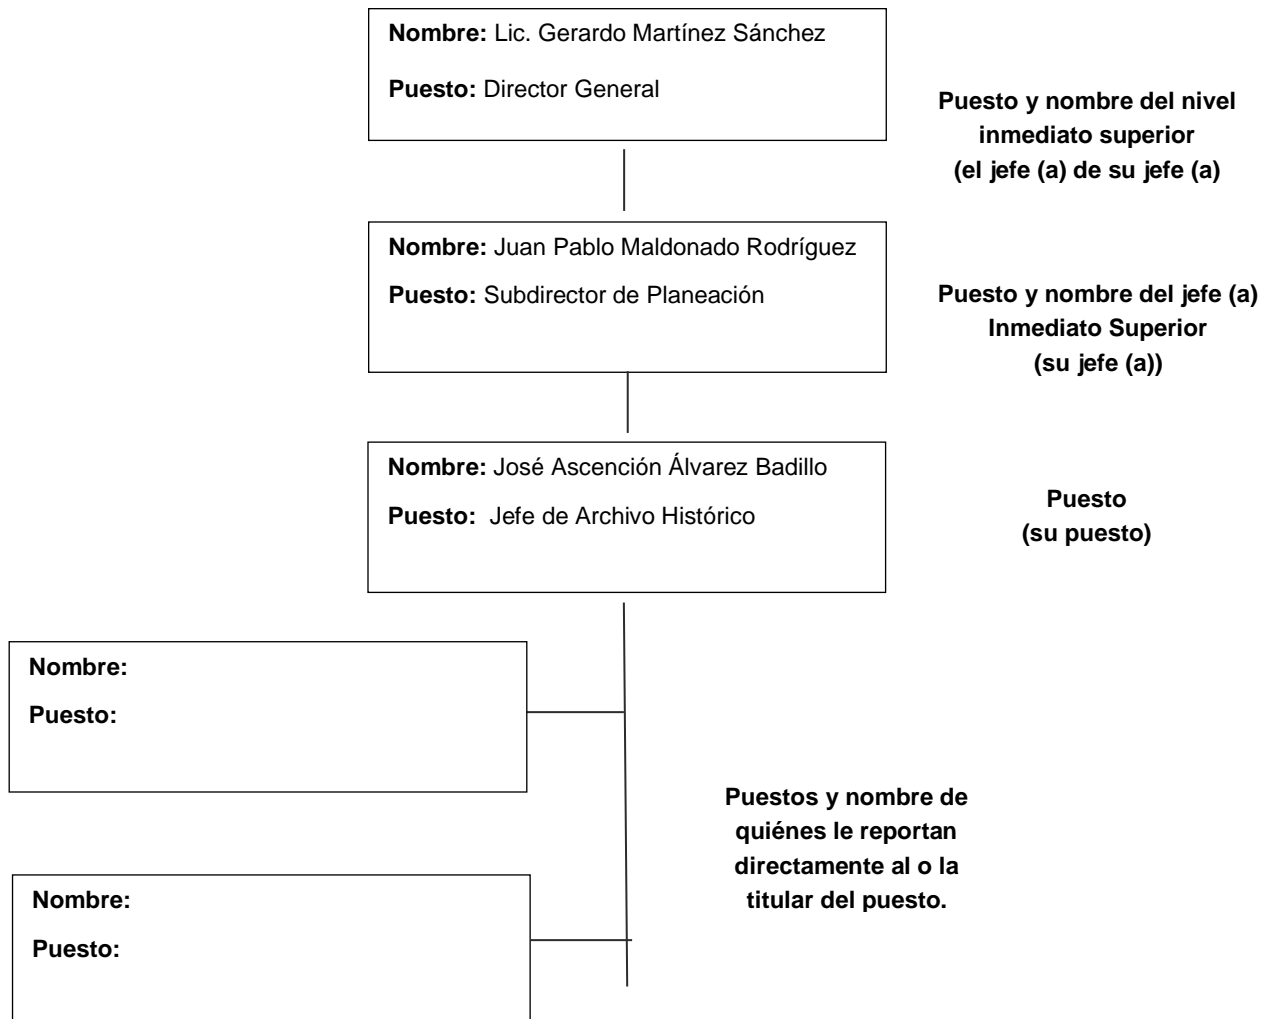 Nombre: Lic. Gerardo Martínez Sánchez
Puesto: Director General
Puesto y nombre del nivel
inmediato superior
(el jefe (a) de su jefe (a)
Nombre: Juan Pablo Maldonado Rodríguez
Puesto: Subdirector de Planeación
Puesto y nombre del jefe (a)
Inmediato Superior
(su jefe (a))
Nombre: José Ascención Álvarez Badillo
Puesto: Jefe de Archivo Histórico
Puesto
(su puesto)
Nombre:
Puesto:
Puestos y nombre de
quiénes le reportan
directamente al o la
titular del puesto.
Nombre:
Puesto: